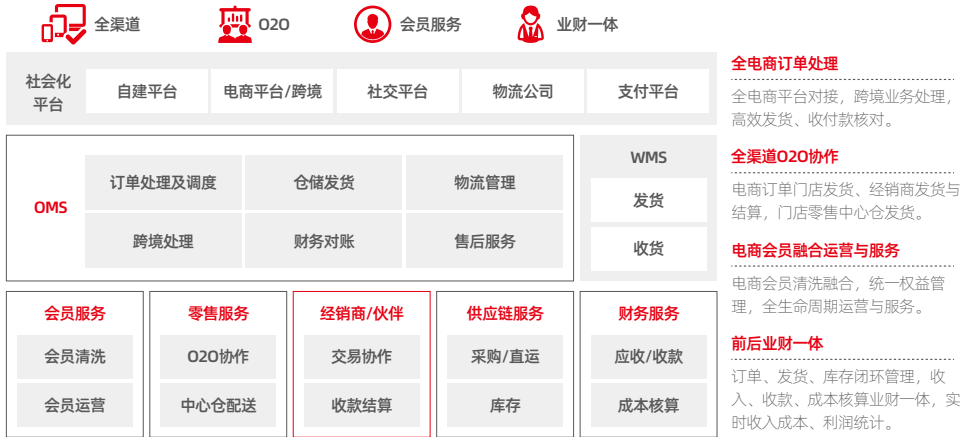 全渠道
O2O
会员服务
业财一体
社会化
平台
自建平台
电商平台/跨境
社交平台
物流公司
支付平台
OMS
订单处理及调度
仓储发货
物流管理
跨境处理
财务对账
售后服务
WMS
发货
收货
会员服务
会员清洗
会员运营
零售服务
O2O协作
中心仓配送
经销商/伙伴
交易协作
收款结算
供应链服务
采购/直运
库存
财务服务
应收/收款
成本核算
全电商订单处理
全电商平台对接，跨境业务处理，
高效发货、收付款核对。
全渠道O2O协作
电商订单门店发货、经销商发货与
结算，门店零售中心仓发货。
电商会员融合运营与服务
电商会员清洗融合，统一权益管
理，全生命周期运营与服务。
前后业财一体
订单、发货、库存闭环管理，收
入、收款、成本核算业财一体，实
时收入成本、利润统计。